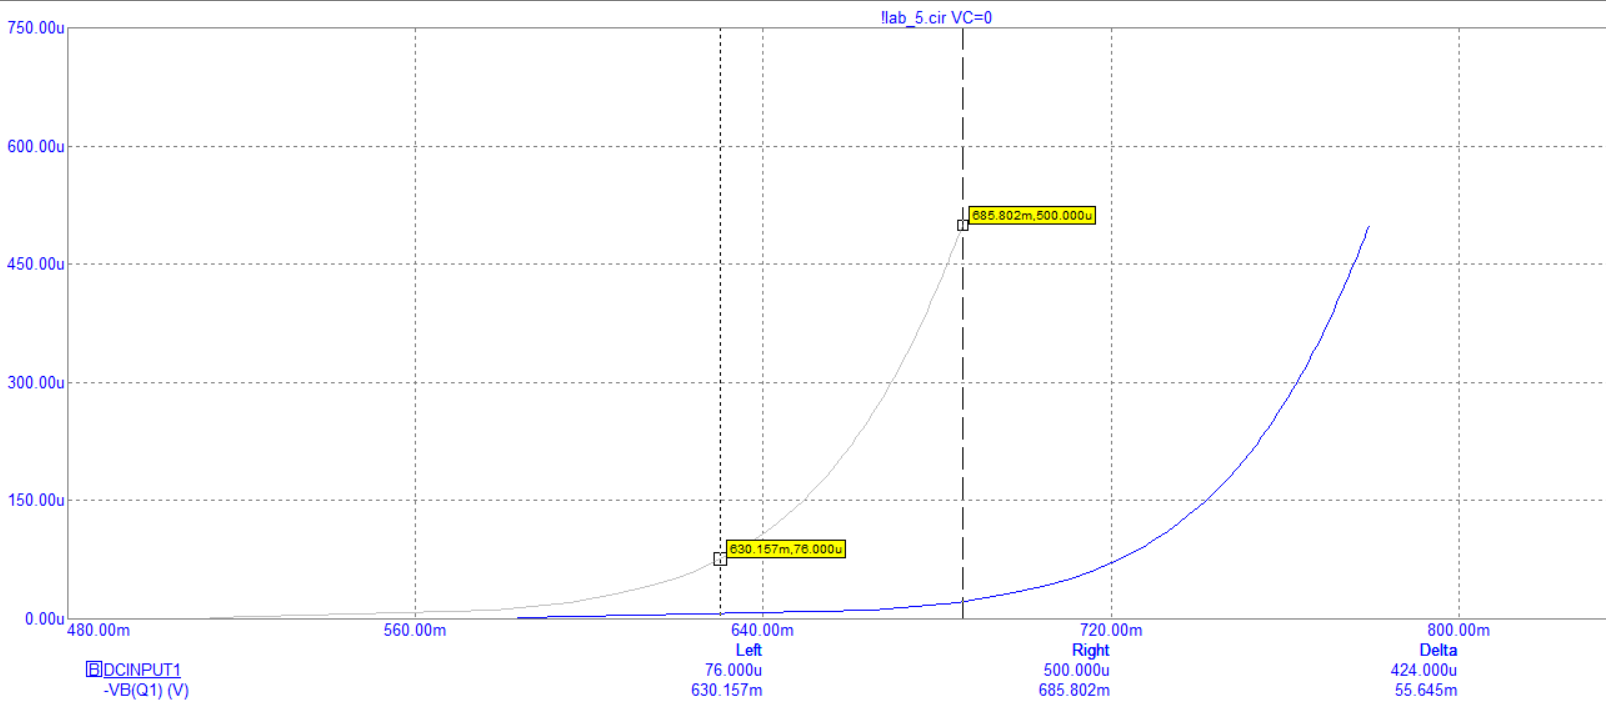 !lab_5.cir VC=0
750.00u
600.00u
685.802m,500.000u
450.00u
300.00u
150.00u
630.157m,76.000u
0.00u
480.00m 560.00m 640.00m 720.00m 800.00m
Left Right Delta
B DCINPUT1 76.000u 500.000u 424.000u
-VB(Q1) (V) 630.157m 685.802m 55.645m